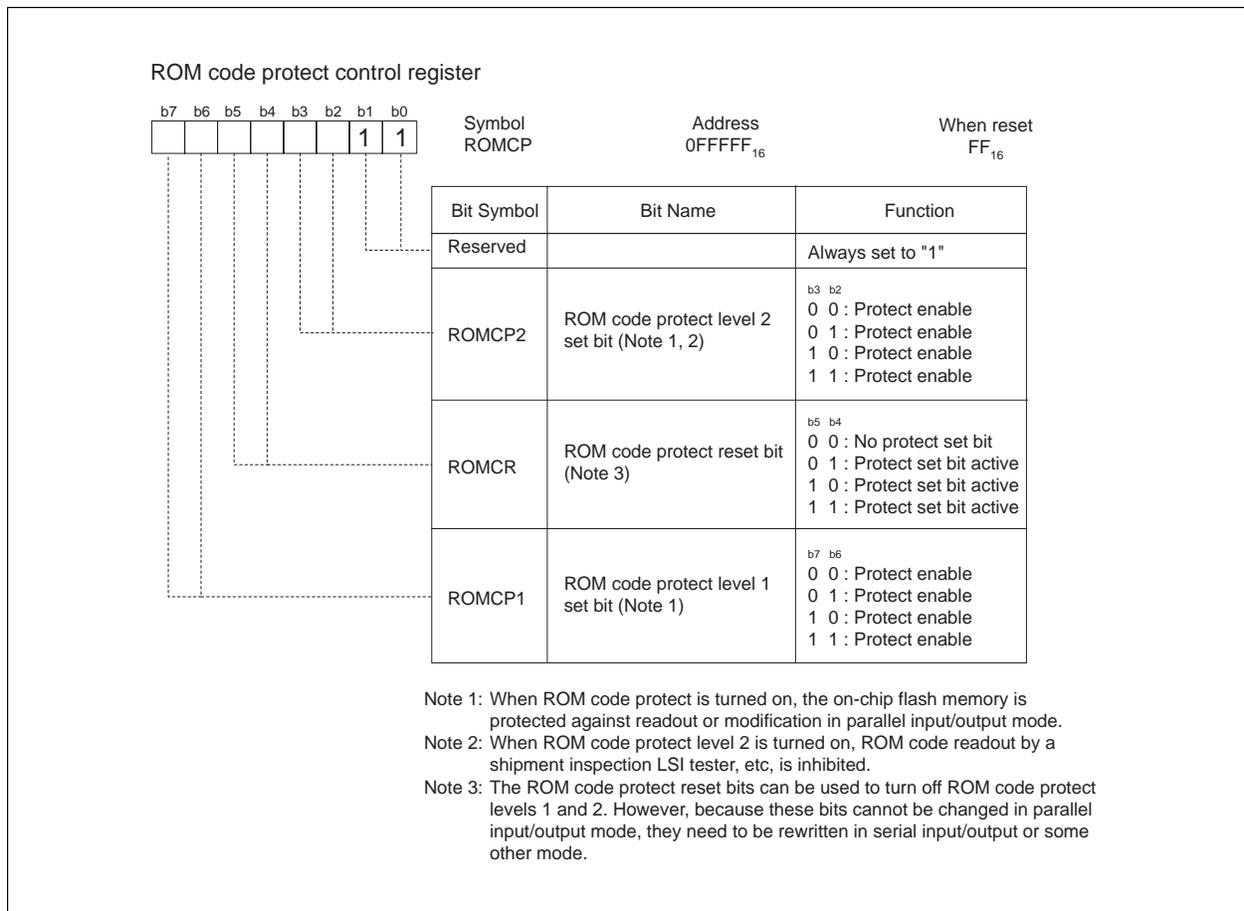 ROM code protect control register
b7 b6 b5 b4 b3 b2 b1 b0
1 1
Symbol Address When reset
ROMCP 0FFFFF16 FF16
Bit Symbol Bit Name Function
Reserved Always set to "1"
ROMCP2
ROM code protect level 2
set bit (Note 1, 2)
b3 b2
0 0 : Protect enable
0 1 : Protect enable
1 0 : Protect enable
1 1 : Protect enable
ROMCR
ROM code protect reset bit
(Note 3)
b5 b4
0 0 : No protect set bit
0 1 : Protect set bit active
1 0 : Protect set bit active
1 1 : Protect set bit active
ROMCP1
ROM code protect level 1
set bit (Note 1)
b7 b6
0 0 : Protect enable
0 1 : Protect enable
1 0 : Protect enable
1 1 : Protect enable
Note 1: When ROM code protect is turned on, the on-chip flash memory is
protected against readout or modification in parallel input/output mode.
Note 2: When ROM code protect level 2 is turned on, ROM code readout by a
shipment inspection LSI tester, etc, is inhibited.
Note 3: The ROM code protect reset bits can be used to turn off ROM code protect
levels 1 and 2. However, because these bits cannot be changed in parallel
input/output mode, they need to be rewritten in serial input/output or some
other mode.